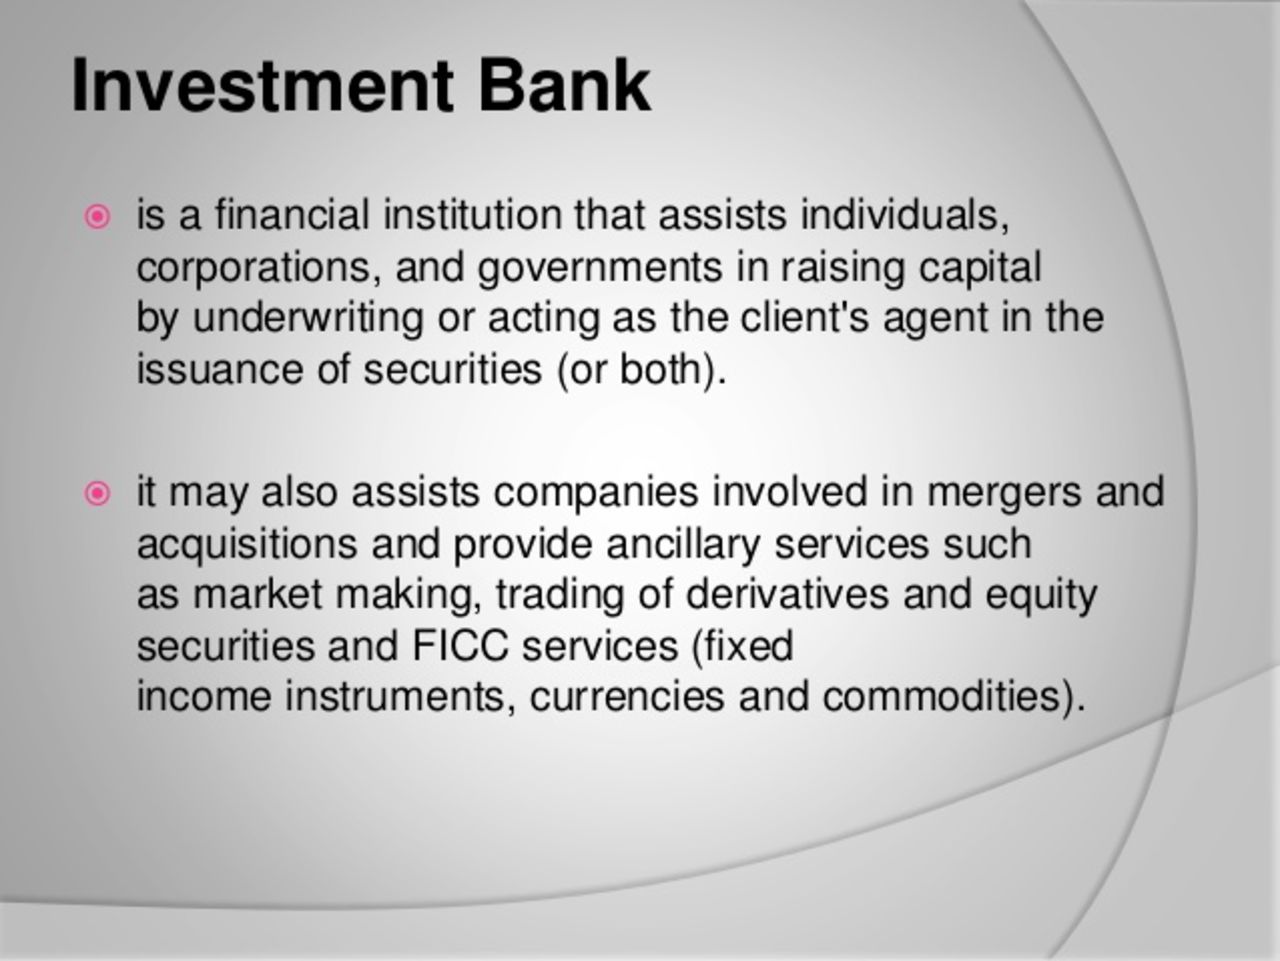 Investment Bank
is a financial institution that assists individuals,
corporations, and governments in raising capital
by underwriting or acting as the client's agent in the
issuance of securities (or both).
it may also assists companies involved in mergers and
acquisitions and provide ancillary services such
as market making, trading of derivatives and equity
securities and FICC services (fixed
income instruments, currencies and commodities).